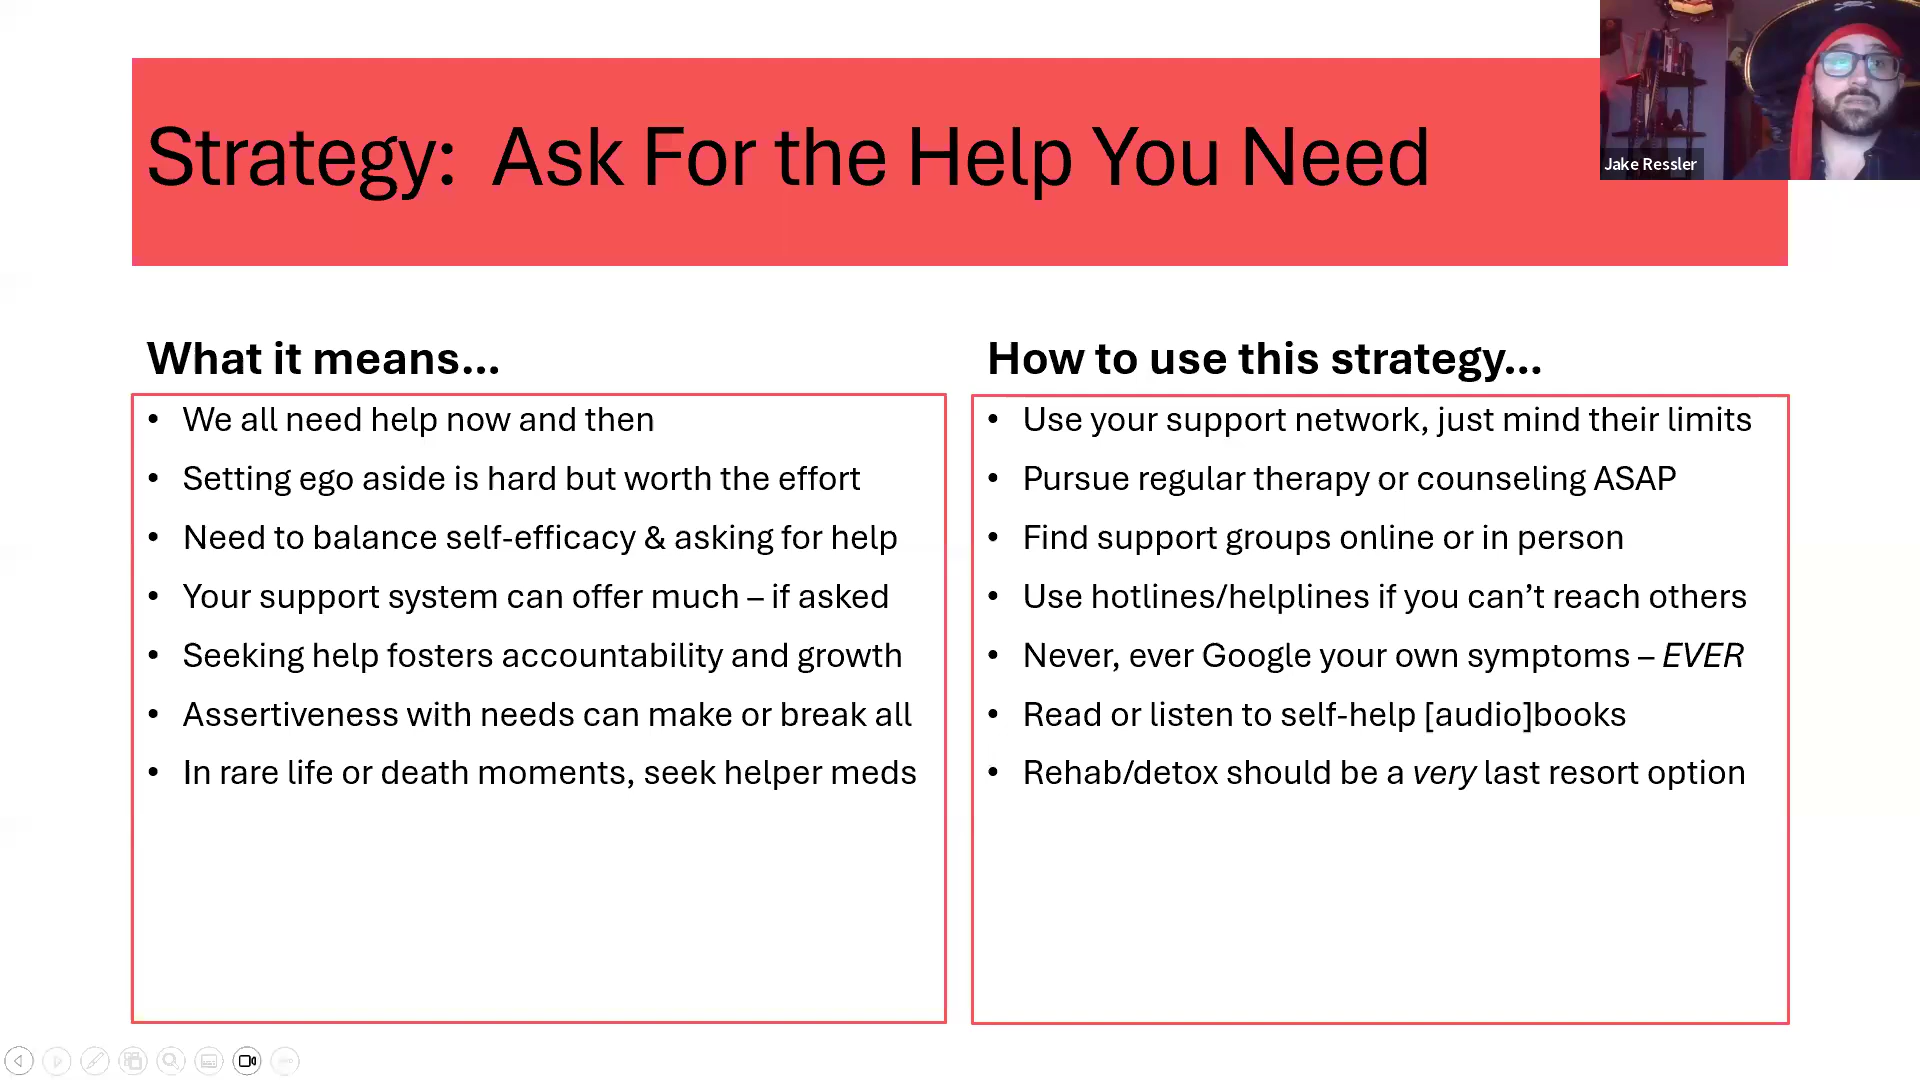 Strategy:  Ask For the Help You Need
Jake Ressler
What it means...
• We all need help now and then
• Setting ego aside is hard but worth the effort
• Need to balance self-efficacy & asking for help
• Your support system can offer much – if asked
• Seeking help fosters accountability and growth
• Assertiveness with needs can make or break all
• In rare life or death moments, seek helper meds
How to use this strategy...
• Use your support network, just mind their limits
• Pursue regular therapy or counseling ASAP
• Find support groups online or in person
• Use hotlines/helplines if you can’t reach others
• Never, ever Google your own symptoms – EVER
• Read or listen to self-help [audio]books
• Rehab/detox should be a very last resort option